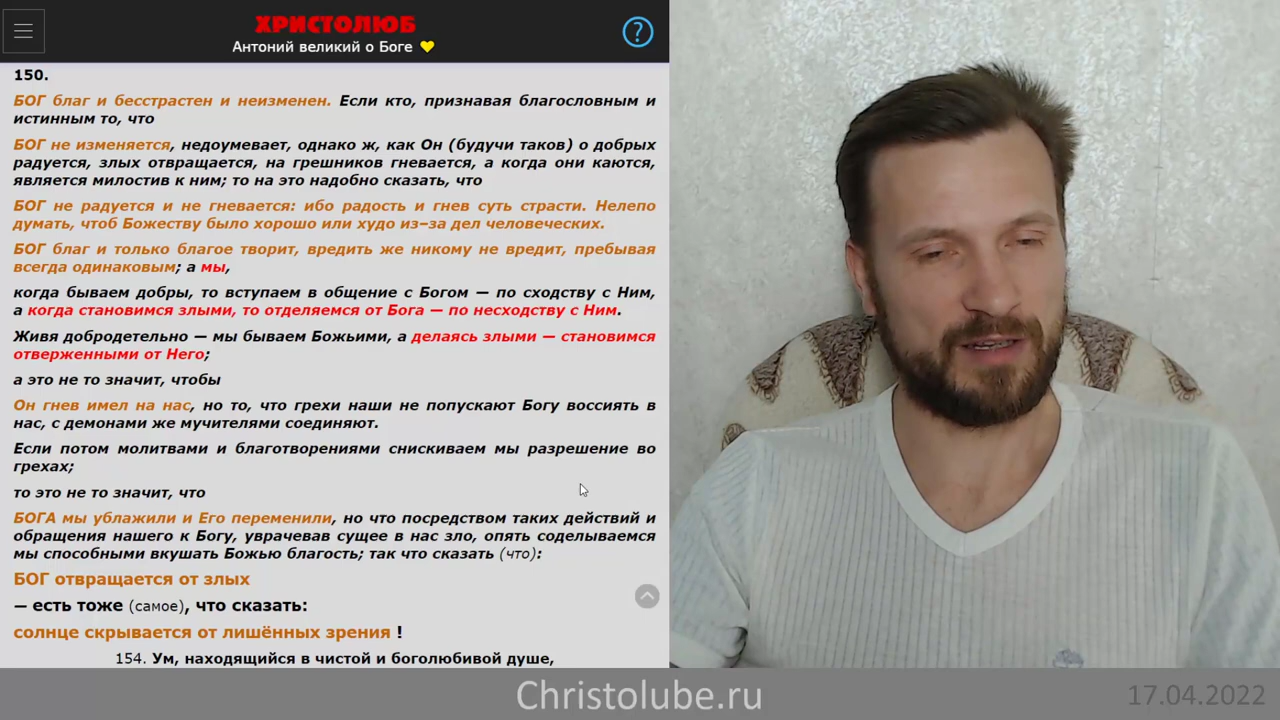 ХРИСТОЛЮБ
Антоний великий о Боге 💛
?
150.
БОГ благ и бесстрастен и неизменен. Если кто, признавая благословным и
истинным то, что
БОГ не изменяется, недоумевает, однако ж, как Он (будучи таков) о добрых
радуется, злых отвращается, на грешников гневается, а когда они каются,
является милостив к ним; то на это надобно сказать, что
БОГ не радуется и не гневается: ибо радость и гнев суть страсти. Нелепо
думать, чтоб Божеству было хорошо или худо из–за дел человеческих.
БОГ благ и только благое творит, вредить же никому не вредит, пребывая
всегда одинаковым; а мы,
когда бываем добры, то вступаем в общение с Богом — по сходству с Ним,
а когда становимся злыми, то отделяемся от Бога — по несходству с Ним.
Живя добродетельно — мы бываем Божьими, а делаясь злыми — становимся
отверженными от Него;
а это не то значит, чтобы
Он гнев имел на нас, но то, что грехи наши не попускают Богу воссиять в
нас, с демонами же мучителями соединяют.
Если потом молитвами и благотворениями снискиваем мы разрешение во
грехах;
то это не то значит, что
БОГА мы ублажили и Его переменили, но что посредством таких действий и
обращения нашего к Богу, уврачевав сущее в нас зло, опять соделываемся
мы способными вкушать Божью благость; так что сказать (что):
БОГ отвращается от злых
— есть тоже (самое), что сказать:
солнце скрывается от лишённых зрения !
154. Ум, находящийся в чистой и боголюбивой душе,
Christolube.ru
17.04.2022